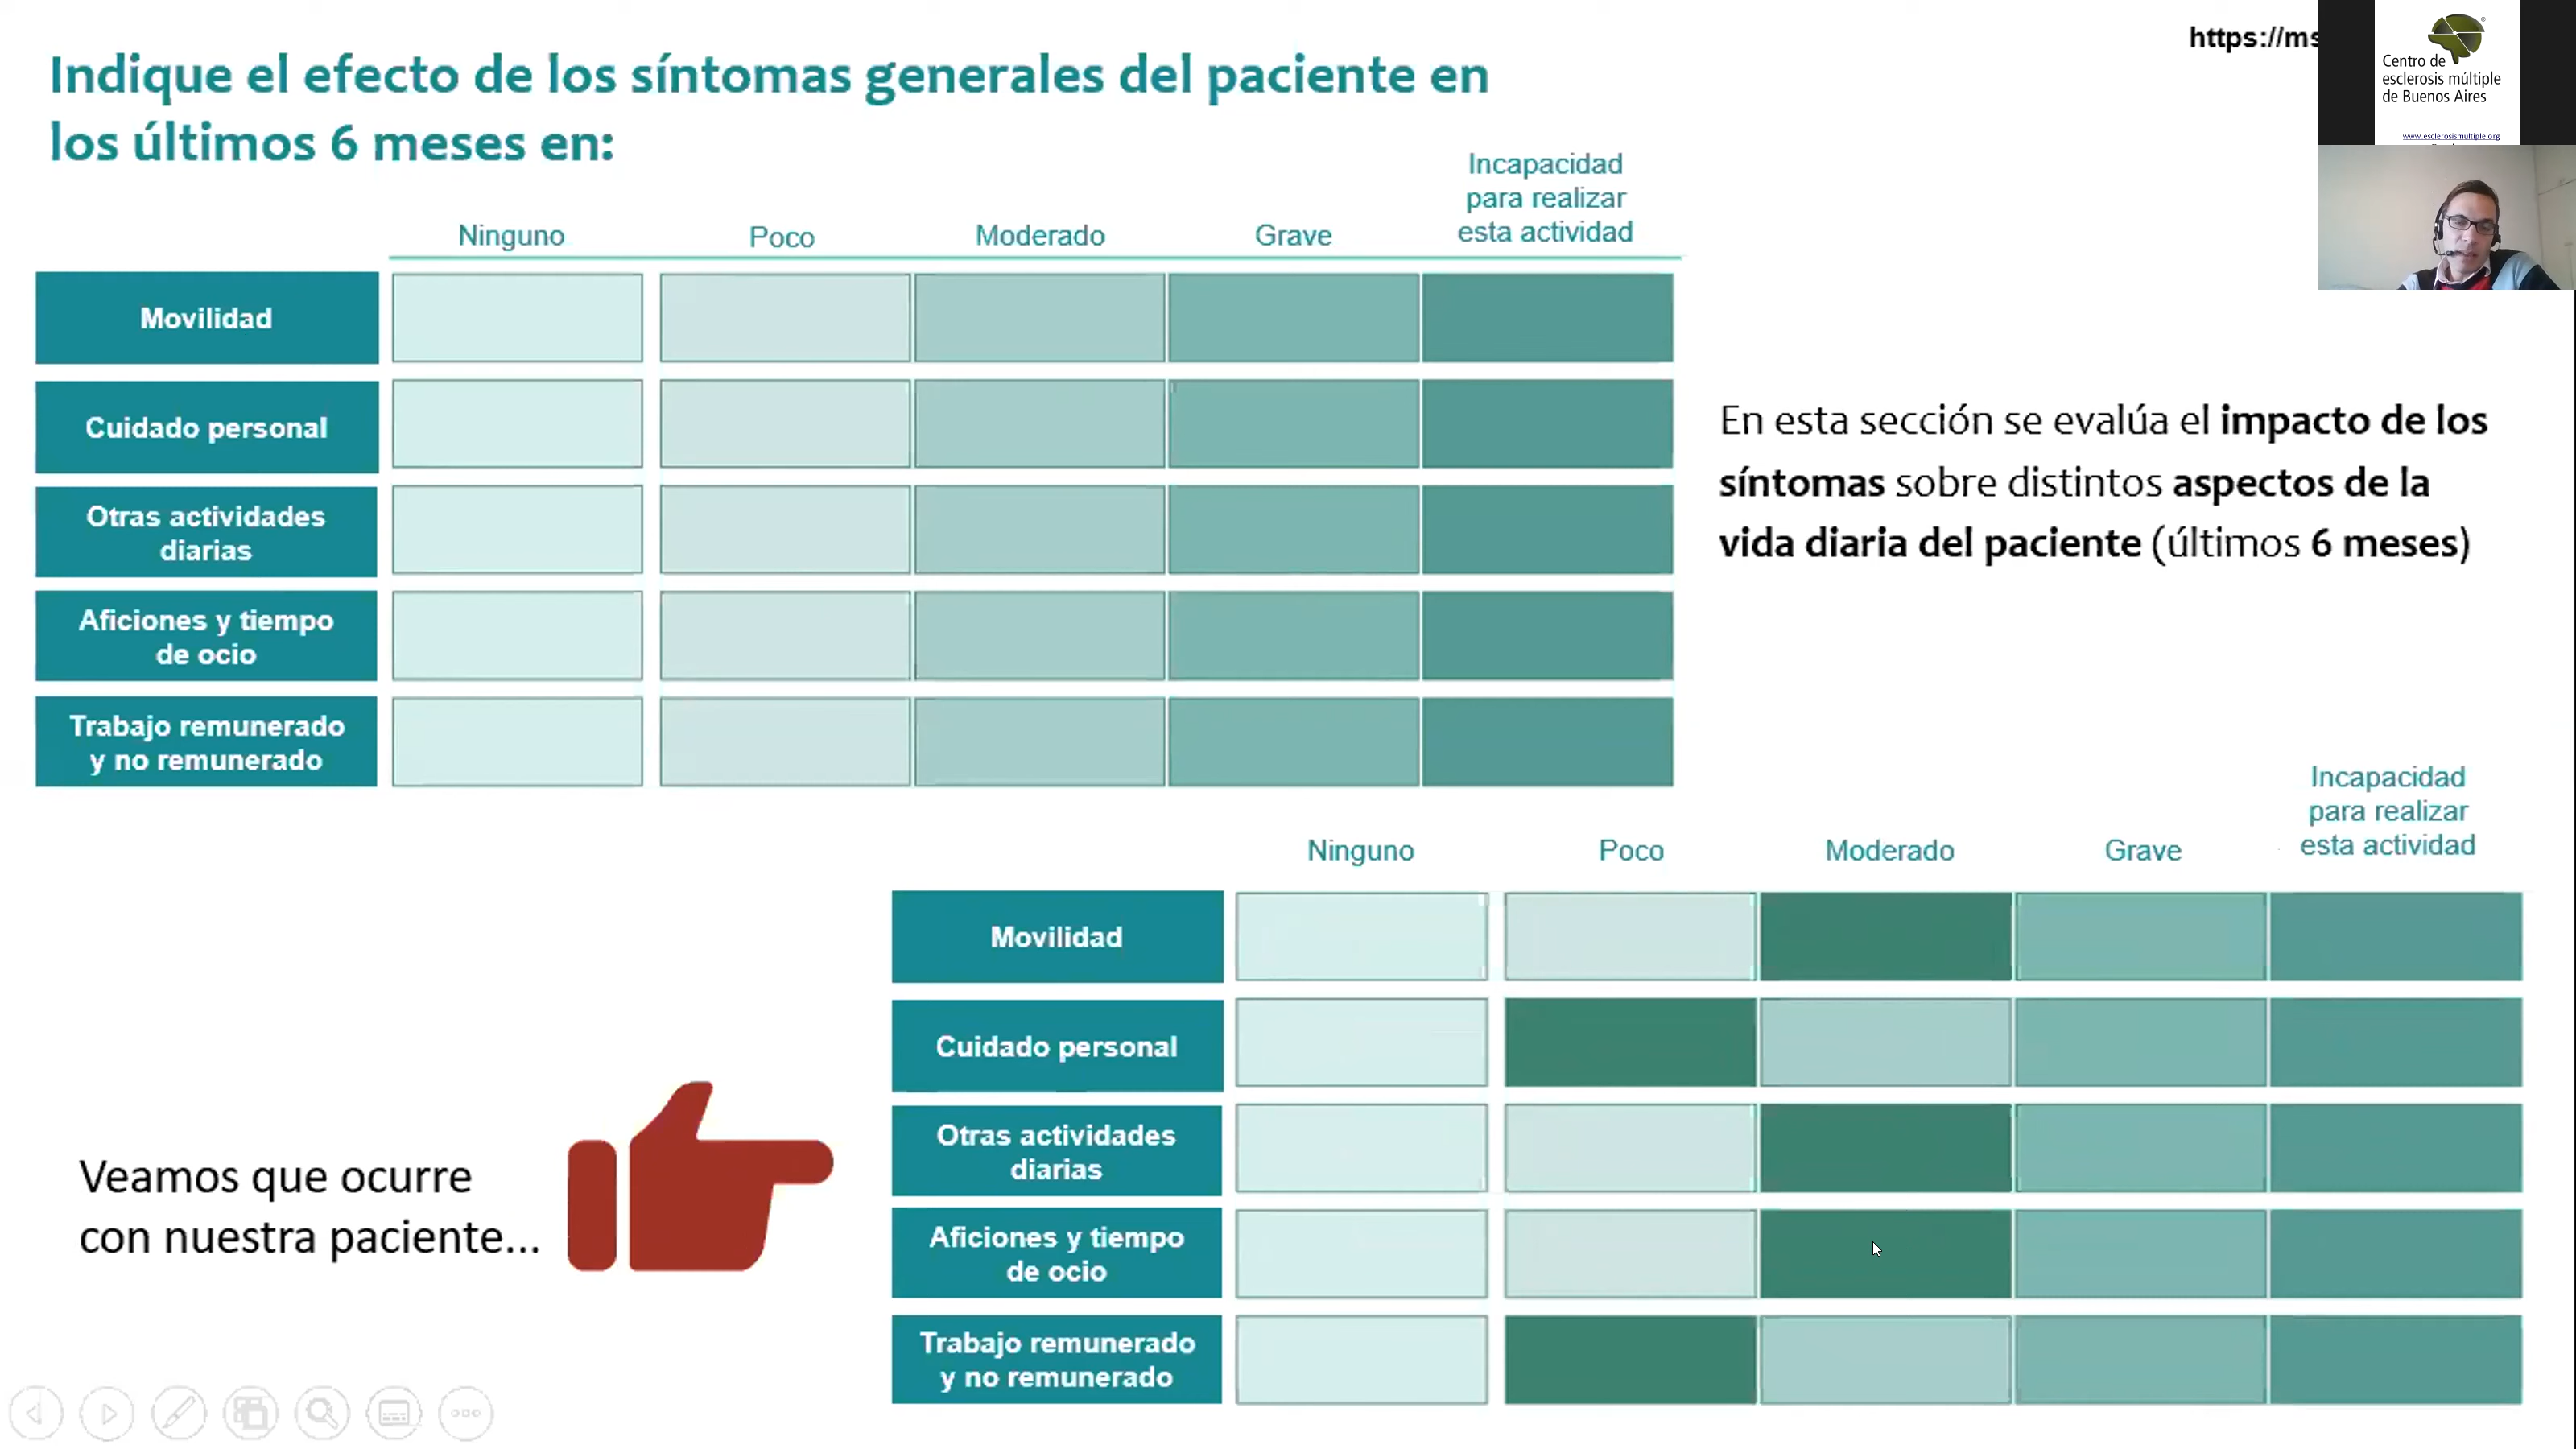 Indique el efecto de los síntomas generales del paciente en
los últimos 6 meses en:
https://ms
Centro de
esclerosis múltiple
de Buenos Aires
www.esclerosismultiple.org
Ninguno
Poco
Moderado
Grave
Incapacidad
para realizar
esta actividad
Movilidad
Cuidado personal
Otras actividades
diarias
Aficiones y tiempo
de ocio
Trabajo remunerado
y no remunerado
En esta sección se evalúa el impacto de los
síntomas sobre distintos aspectos de la
vida diaria del paciente (últimos 6 meses)
Veamos que ocurre
con nuestra paciente...
Ninguno
Poco
Moderado
Grave
Incapacidad
para realizar
esta actividad
Movilidad
Cuidado personal
Otras actividades
diarias
Aficiones y tiempo
de ocio
Trabajo remunerado
y no remunerado